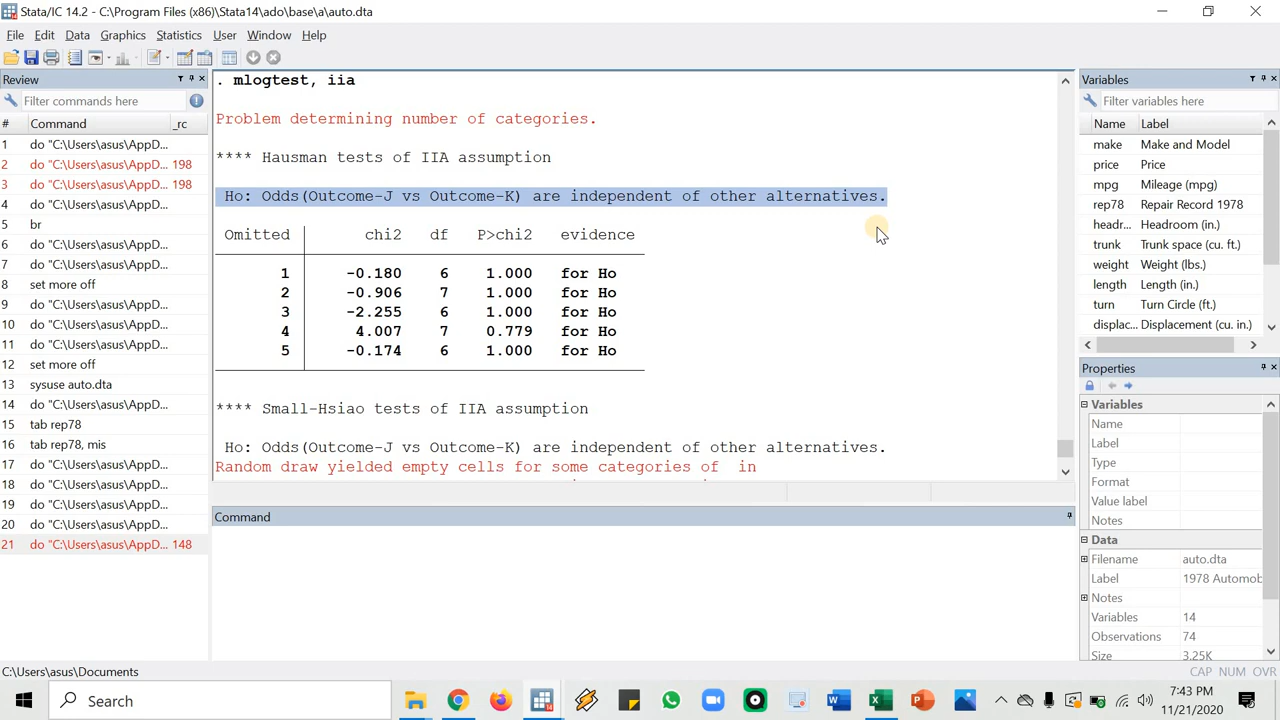 Stata/IC 14.2 - C:\Program Files (x86)\Stata14\ado\base\a\auto.dta
File Edit Data Graphics Statistics User Window Help
Review
Filter commands here
# Command _rc
1 do "C:\Users\asus\AppD...
2 do "C:\Users\asus\AppD... 198
3 do "C:\Users\asus\AppD... 198
4 do "C:\Users\asus\AppD...
5 br
6 do "C:\Users\asus\AppD...
7 do "C:\Users\asus\AppD...
8 set more off
9 do "C:\Users\asus\AppD...
10 do "C:\Users\asus\AppD...
11 do "C:\Users\asus\AppD...
12 set more off
13 sysuse auto.dta
14 do "C:\Users\asus\AppD...
15 tab rep78
16 tab rep78, mis
17 do "C:\Users\asus\AppD...
18 do "C:\Users\asus\AppD...
19 do "C:\Users\asus\AppD...
20 do "C:\Users\asus\AppD...
21 do "C:\Users\asus\AppD... 148
. mlogtest, iia
Problem determining number of categories.
**** Hausman tests of IIA assumption
Ho: Odds(Outcome-J vs Outcome-K) are independent of other alternatives.
Omitted chi2 df P>chi2 evidence
1 -0.180 6 1.000 for Ho
2 -0.906 7 1.000 for Ho
3 -2.255 6 1.000 for Ho
4 4.007 7 0.779 for Ho
5 -0.174 6 1.000 for Ho
**** Small-Hsiao tests of IIA assumption
Ho: Odds(Outcome-J vs Outcome-K) are independent of other alternatives.
Random draw yielded empty cells for some categories of in
Command
Variables
Filter variables here
Name Label
make Make and Model
price Price
mpg Mileage (mpg)
rep78 Repair Record 1978
headr... Headroom (in.)
trunk Trunk space (cu. ft.)
weight Weight (lbs.)
length Length (in.)
turn Turn Circle (ft.)
displac... Displacement (cu. in.)
Properties
Variables
Name
Label
Type
Format
Value label
Notes
Data
Filename auto.dta
Label 1978 Automob
Notes
Variables 14
Observations 74
Size 3.25K
C:\Users\asus\Documents
CAP NUM OVR
Search
7:43 PM
11/21/2020